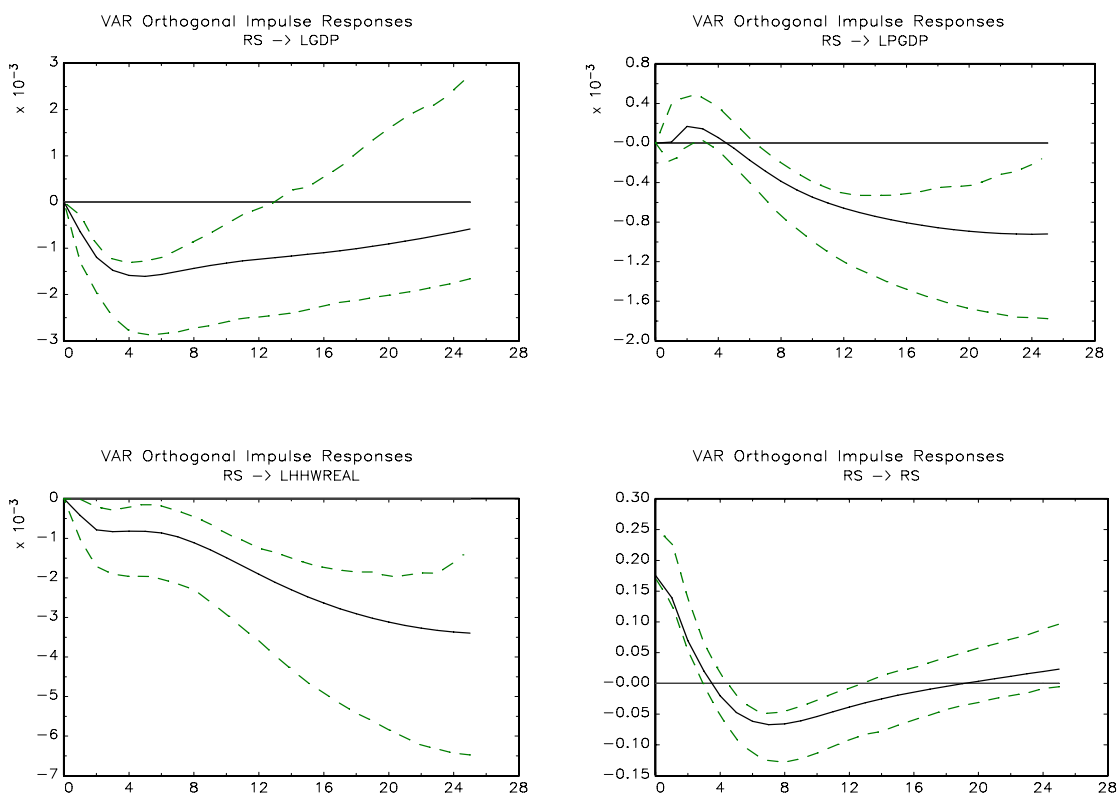 VAR Orthogonal Impulse Responses
RS -> LGDP
x 10⁻³
3
2
1
0
-1
-2
-3
0 4 8 12 16 20 24 28
VAR Orthogonal Impulse Responses
RS -> LPGDP
x 10⁻³
0.8
0.4
-0.0
-0.4
-0.8
-1.2
-1.6
-2.0
0 4 8 12 16 20 24 28
VAR Orthogonal Impulse Responses
RS -> LHHWREAL
x 10⁻³
0
-1
-2
-3
-4
-5
-6
-7
0 4 8 12 16 20 24 28
VAR Orthogonal Impulse Responses
RS -> RS
0.30
0.25
0.20
0.15
0.10
0.05
-0.00
-0.05
-0.10
-0.15
0 4 8 12 16 20 24 28